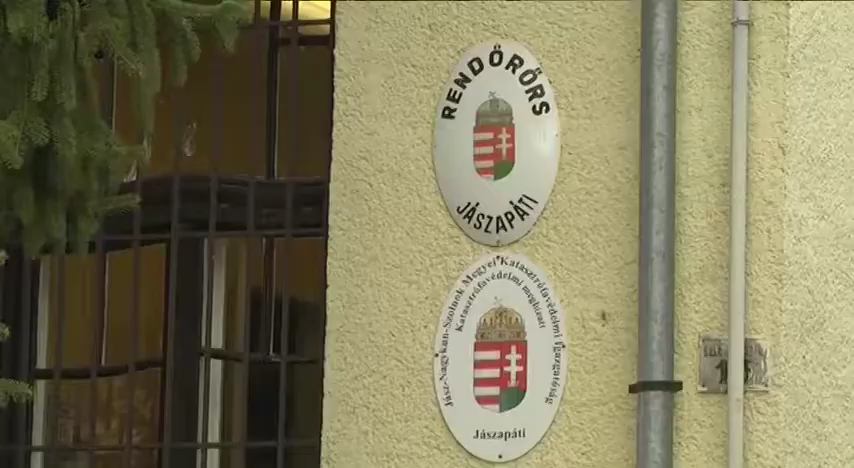 RENDŐRŐRS
JÁSZAPÁTI
Jász-Nagykun-Szolnok Megyei Katasztrófavédelmi Igazgatóság
Katasztrófavédelmi megbízott
Jászapáti